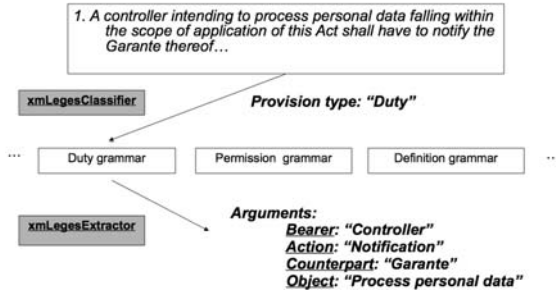 1. A controller intending to process personal data falling within
the scope of application of this Act shall have to notify the
Garante thereof…
xmLegesClassifier
Provision type: “Duty”
...
Duty grammar
Permission grammar
Definition grammar
..
xmLegesExtractor
Arguments:
Bearer: “Controller”
Action: “Notification”
Counterpart: “Garante”
Object: “Process personal data”